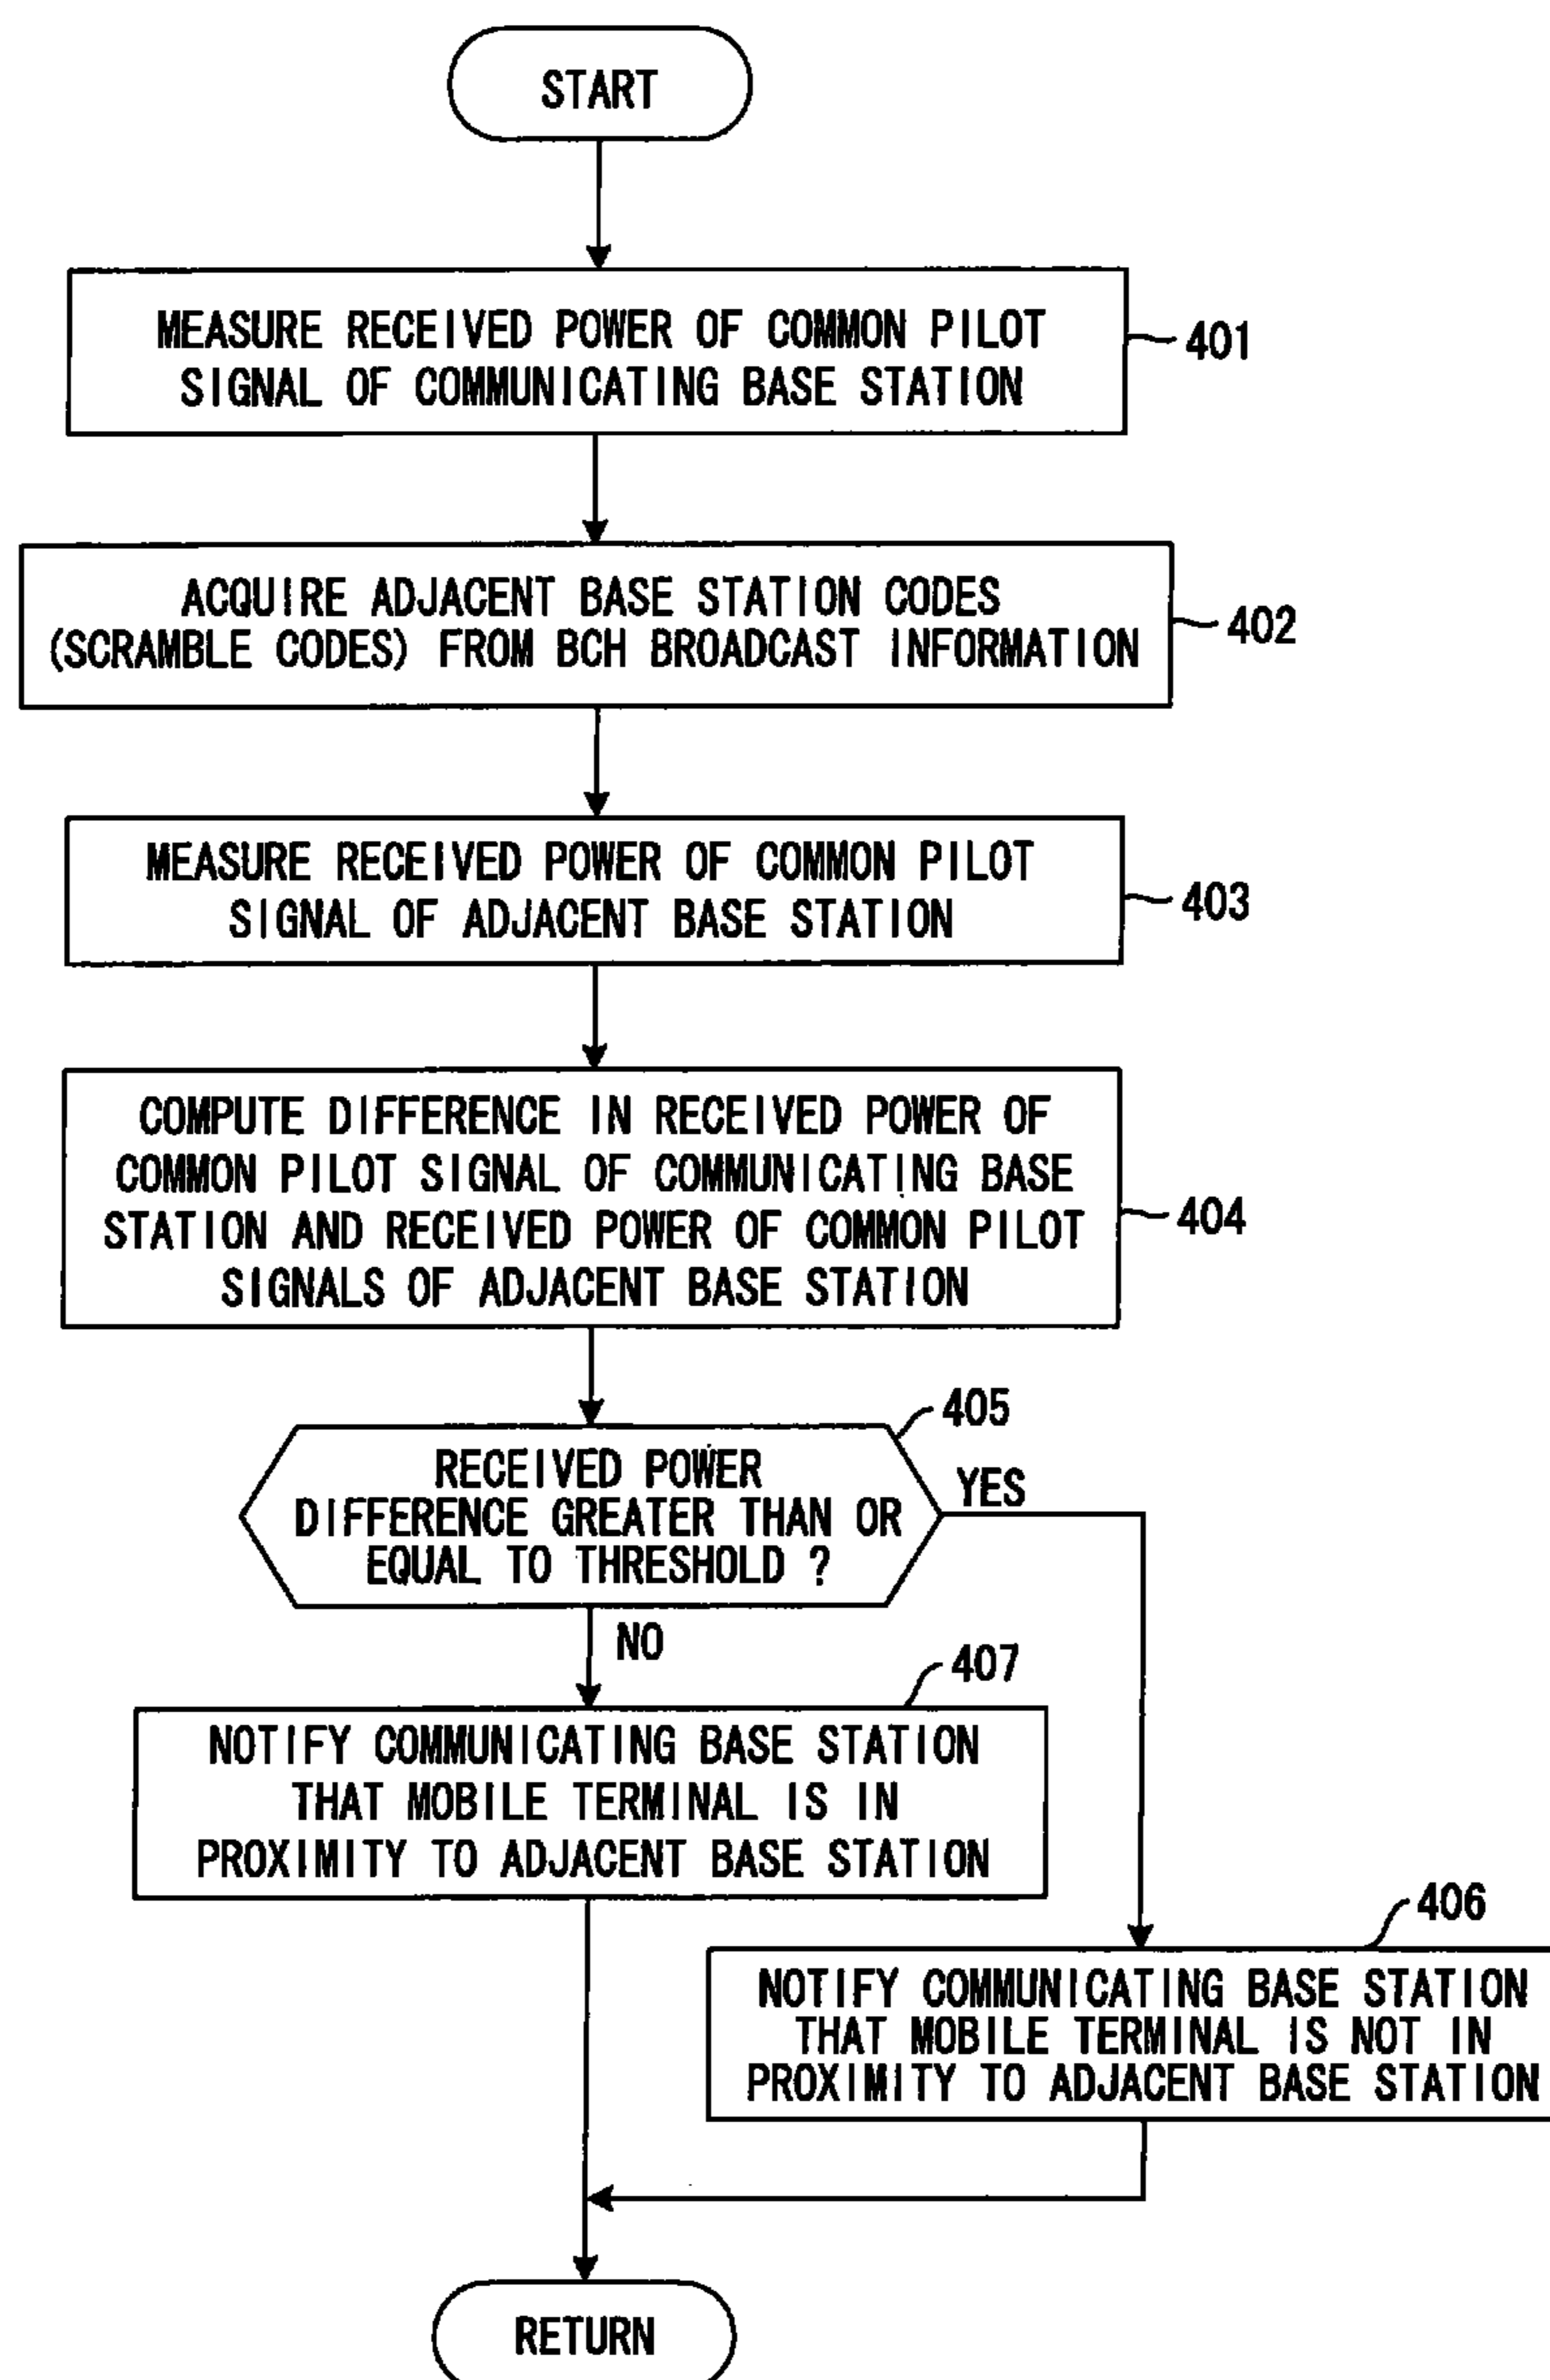 START
MEASURE RECEIVED POWER OF COMMON PILOT
SIGNAL OF COMMUNICATING BASE STATION
401
ACQUIRE ADJACENT BASE STATION CODES
(SCRAMBLE CODES) FROM BCH BROADCAST INFORMATION
402
MEASURE RECEIVED POWER OF COMMON PILOT
SIGNAL OF ADJACENT BASE STATION
403
COMPUTE DIFFERENCE IN RECEIVED POWER OF
COMMON PILOT SIGNAL OF COMMUNICATING BASE
STATION AND RECEIVED POWER OF COMMON PILOT
SIGNALS OF ADJACENT BASE STATION
404
405
RECEIVED POWER
DIFFERENCE GREATER THAN OR
EQUAL TO THRESHOLD ?
YES
NO
407
NOTIFY COMMUNICATING BASE STATION
THAT MOBILE TERMINAL IS IN
PROXIMITY TO ADJACENT BASE STATION
406
NOTIFY COMMUNICATING BASE STATION
THAT MOBILE TERMINAL IS NOT IN
PROXIMITY TO ADJACENT BASE STATION
RETURN